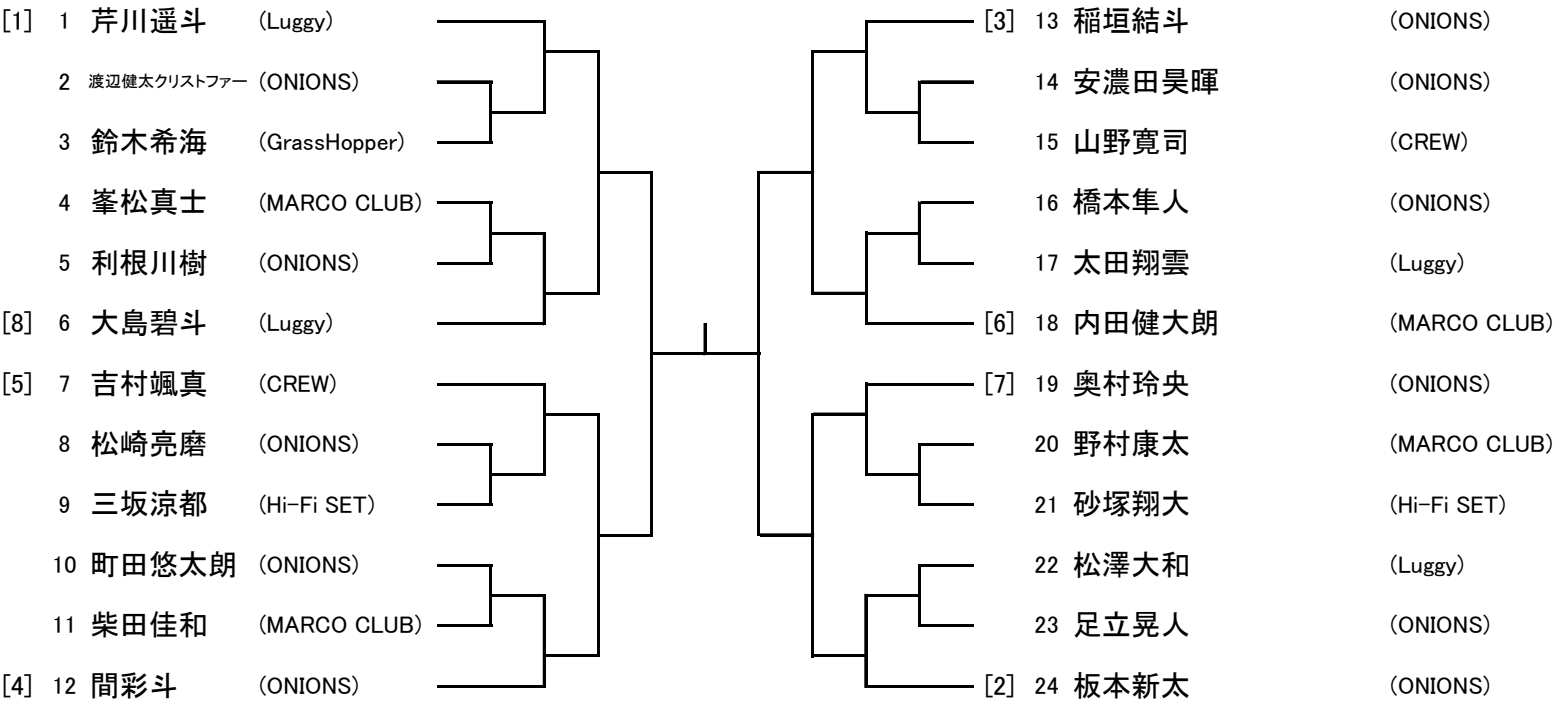 [1] 1 芹川遥斗 (Luggy)
2 渡辺健太クリストファー (ONIONS)
3 鈴木希海 (GrassHopper)
4 峯松真士 (MARCO CLUB)
5 利根川樹 (ONIONS)
[8] 6 大島碧斗 (Luggy)
[5] 7 吉村颯真 (CREW)
8 松崎亮磨 (ONIONS)
9 三坂涼都 (Hi-Fi SET)
10 町田悠太朗 (ONIONS)
11 柴田佳和 (MARCO CLUB)
[4] 12 間彩斗 (ONIONS)
[3] 13 稲垣結斗 (ONIONS)
14 安濃田昊暉 (ONIONS)
15 山野寛司 (CREW)
16 橋本隼人 (ONIONS)
17 太田翔雲 (Luggy)
[6] 18 内田健大朗 (MARCO CLUB)
[7] 19 奥村玲央 (ONIONS)
20 野村康太 (MARCO CLUB)
21 砂塚翔大 (Hi-Fi SET)
22 松澤大和 (Luggy)
23 足立晃人 (ONIONS)
[2] 24 板本新太 (ONIONS)